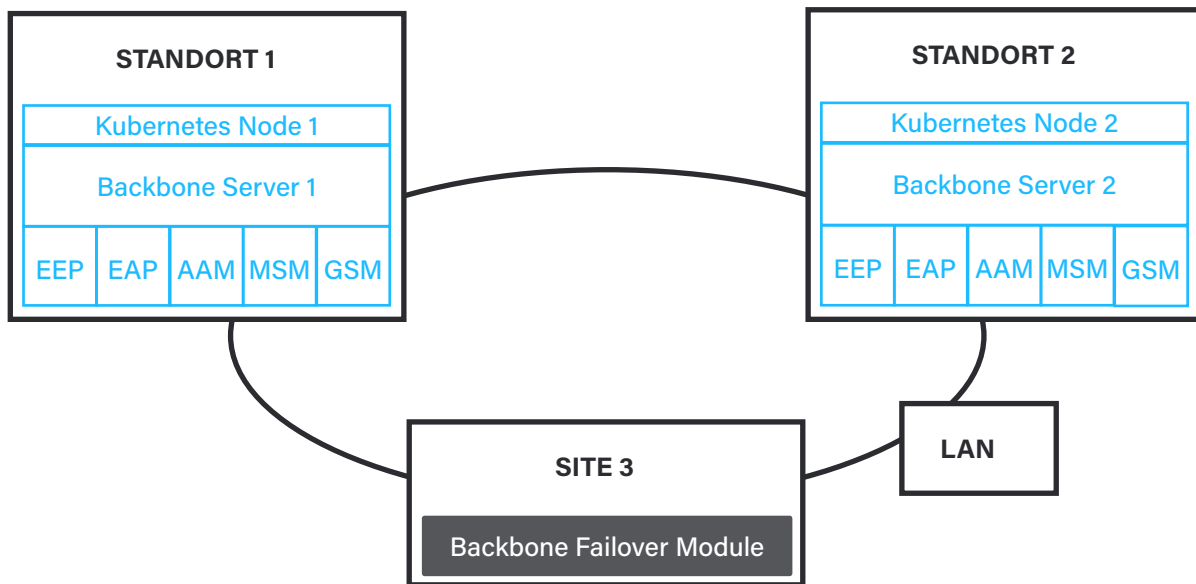 STANDORT 1
Kubernetes Node 1
Backbone Server 1
EEP EAP AAM MSM GSM
STANDORT 2
Kubernetes Node 2
Backbone Server 2
EEP EAP AAM MSM GSM
LAN
SITE 3
Backbone Failover Module